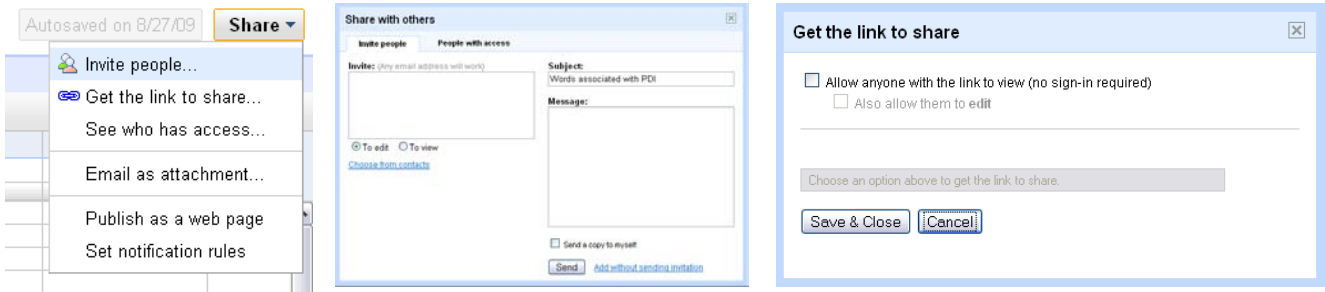 Autosaved on 8/27/09
Share
Invite people...
Get the link to share...
See who has access...
Email as attachment...
Publish as a web page
Set notification rules
Share with others
Invite people
People with access
Invite: (Any email address will work)
To edit
To view
Choose from contacts
Subject:
Words associated with PDI
Message:
Send a copy to myself
Send
Add without sending invitation
Get the link to share
Allow anyone with the link to view (no sign-in required)
Also allow them to edit
Choose an option above to get the link to share.
Save & Close
Cancel